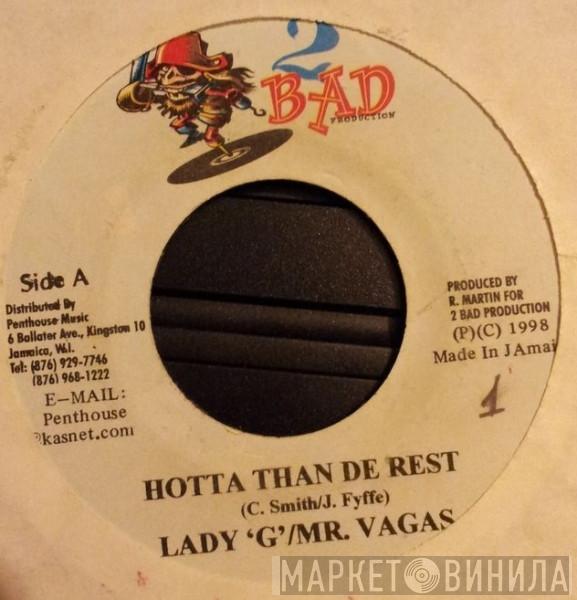 2
BAD
PRODUCTION
Side A
Distributed By
Penthouse Music
6 Ballater Ave., Kingston 10
Jamaica, W.I.
Tel: (876) 929-7746
(876) 968-1222
E-MAIL:
Penthouse
@kasnet.com
PRODUCED BY
R. MARTIN FOR
2 BAD PRODUCTION
(P)(C) 1998
Made In JAmai
1
HOTTA THAN DE REST
(C. Smith/J. Fyffe)
LADY 'G'/MR. VAGAS
МАРКЕТ ВИНИЛА